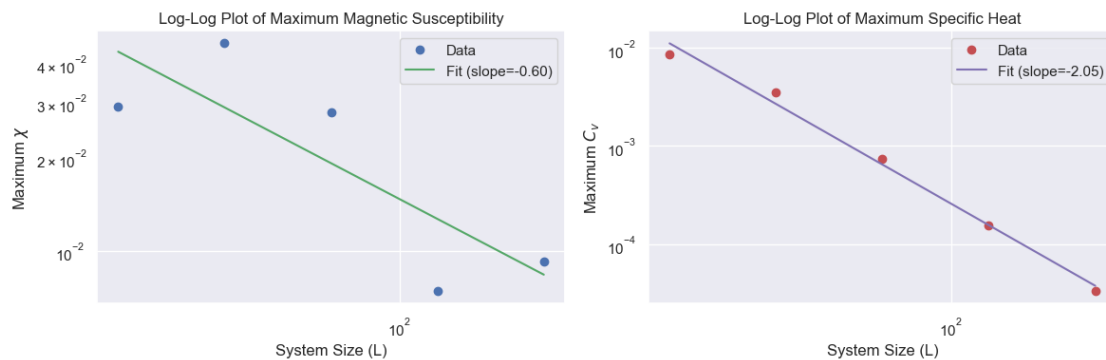 Log-Log Plot of Maximum Magnetic Susceptibility
Data
Fit (slope=-0.60)
4 × 10⁻²
3 × 10⁻²
2 × 10⁻²
10⁻²
Maximum χ
10²
System Size (L)
Log-Log Plot of Maximum Specific Heat
Data
Fit (slope=-2.05)
10⁻²
10⁻³
10⁻⁴
Maximum Cᵥ
10²
System Size (L)